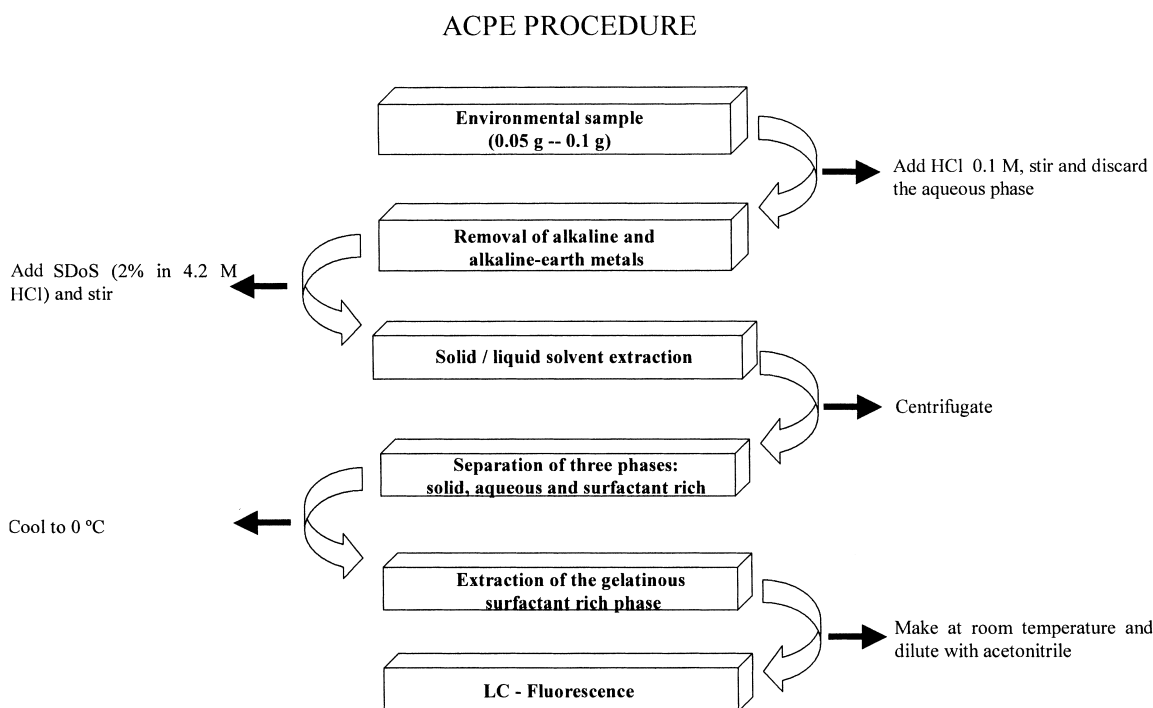 ACPE PROCEDURE
Environmental sample
(0.05 g -- 0.1 g)
Add HCl 0.1 M, stir and discard
the aqueous phase
Removal of alkaline and
alkaline-earth metals
Add SDoS (2% in 4.2 M
HCl) and stir
Solid / liquid solvent extraction
Centrifugate
Separation of three phases:
solid, aqueous and surfactant rich
Cool to 0 ºC
Extraction of the gelatinous
surfactant rich phase
Make at room temperature and
dilute with acetonitrile
LC - Fluorescence